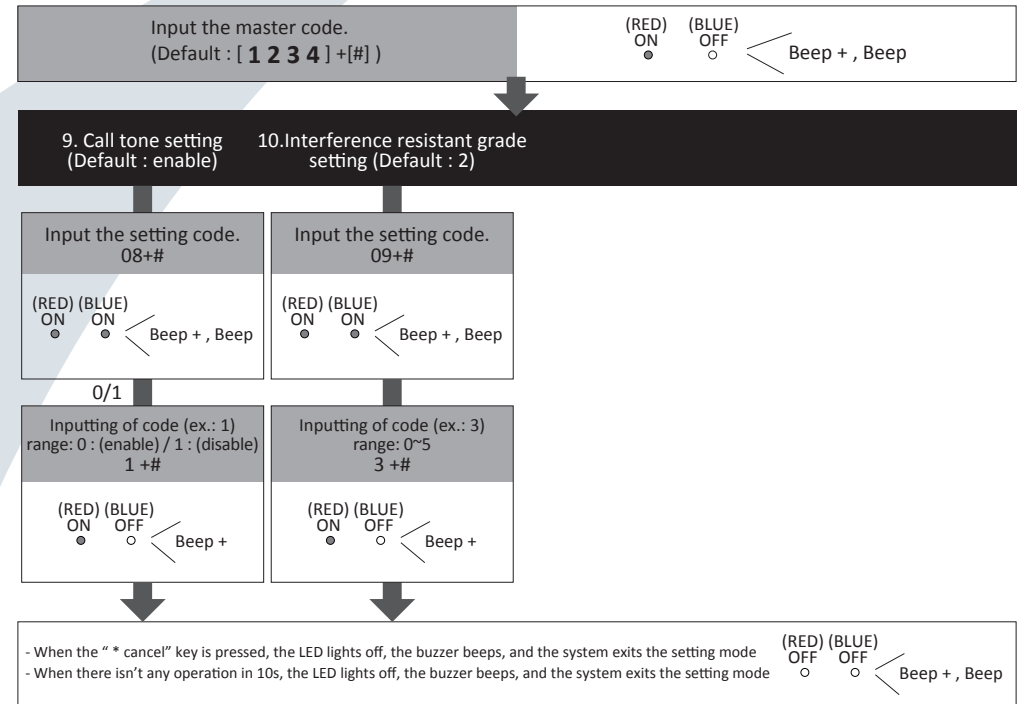 Input the master code.
(Default : [ 1 2 3 4 ] +[#] )
(RED) (BLUE)
ON OFF
Beep + , Beep
9. Call tone setting
(Default : enable)
10.Interference resistant grade
setting (Default : 2)
Input the setting code.
08+#
(RED) (BLUE)
ON ON
Beep + , Beep
0/1
Inputting of code (ex.: 1)
range: 0 : (enable) / 1 : (disable)
1 +#
(RED) (BLUE)
ON OFF
Beep +
Input the setting code.
09+#
(RED) (BLUE)
ON ON
Beep + , Beep
Inputting of code (ex.: 3)
range: 0~5
3 +#
(RED) (BLUE)
ON OFF
Beep +
- When the “ * cancel” key is pressed, the LED lights off, the buzzer beeps, and the system exits the setting mode
- When there isn’t any operation in 10s, the LED lights off, the buzzer beeps, and the system exits the setting mode
(RED) (BLUE)
OFF OFF
Beep + , Beep